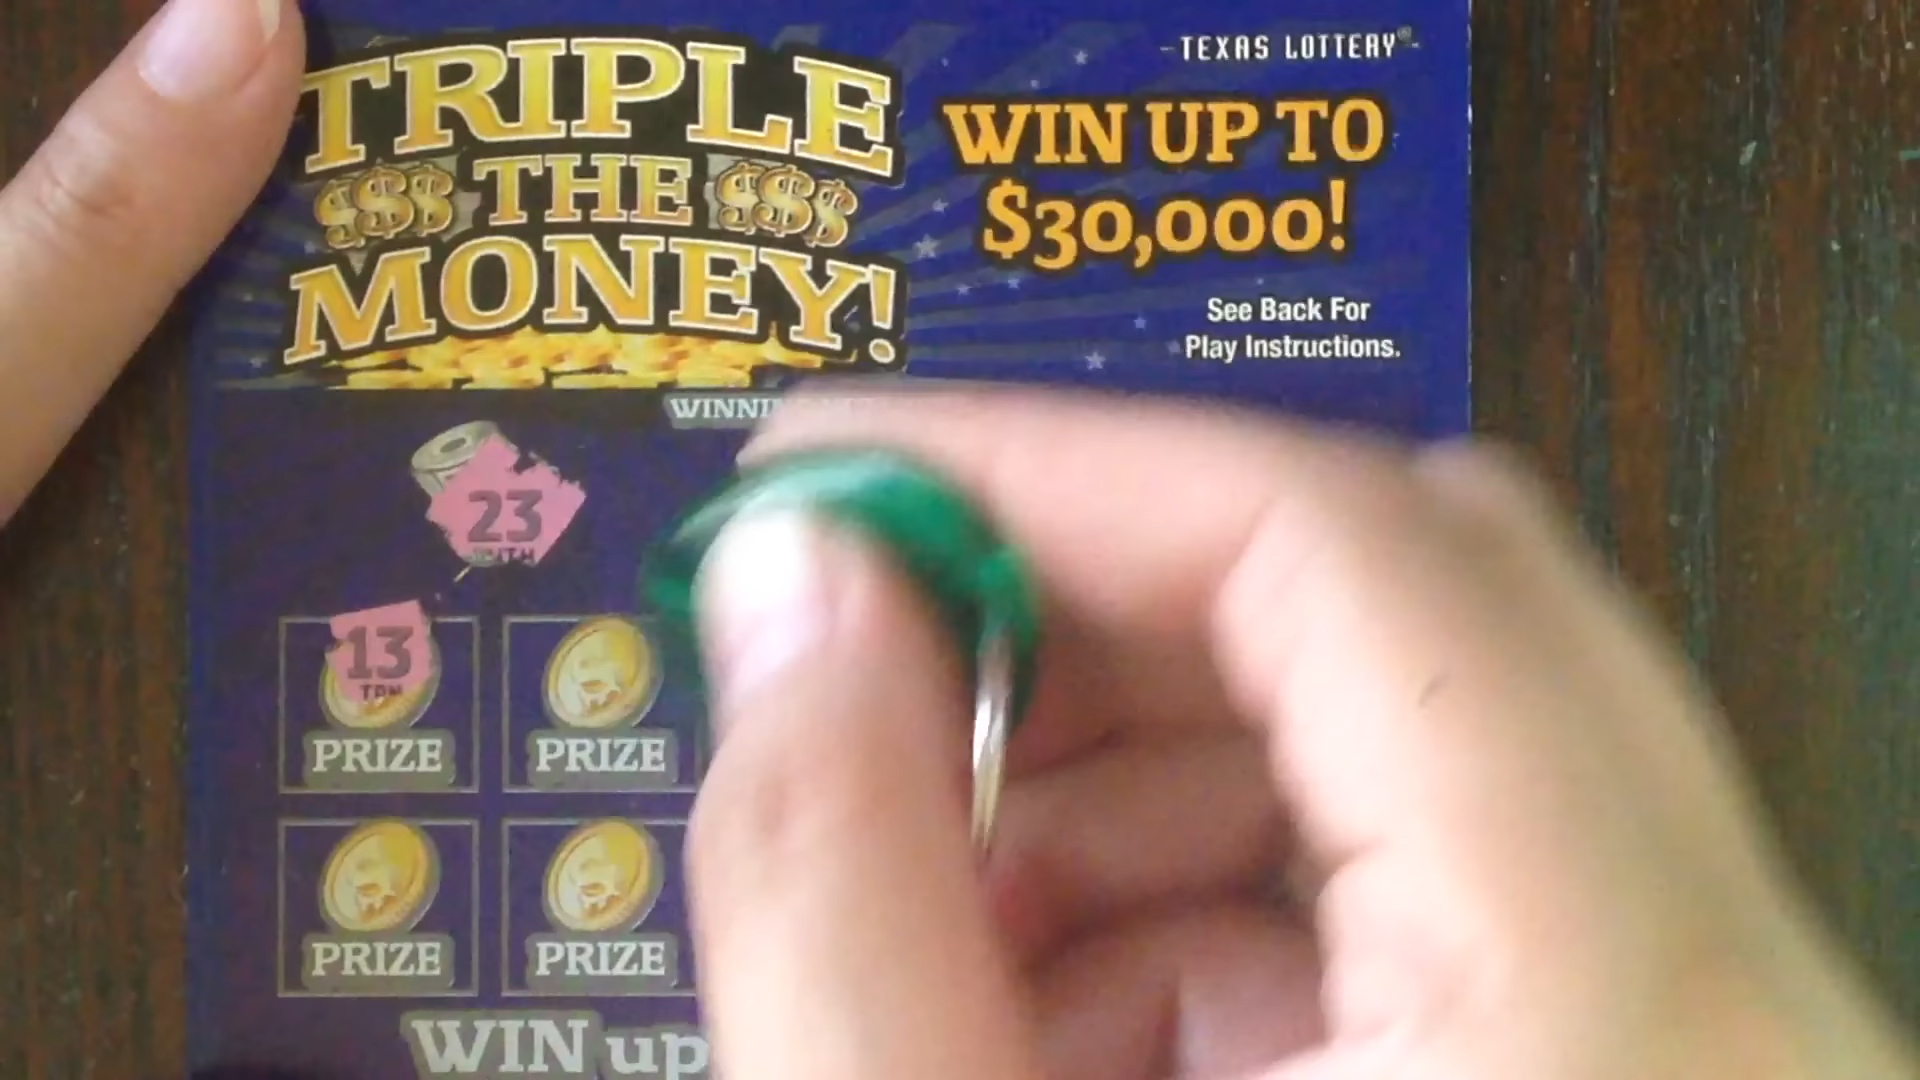 -TEXAS LOTTERY®-
TRIPLE
$$$ THE $$$
MONEY!
WIN UP TO
$30,000!
See Back For
Play Instructions.
23
13
PRIZE PRIZE
PRIZE PRIZE
WIN up